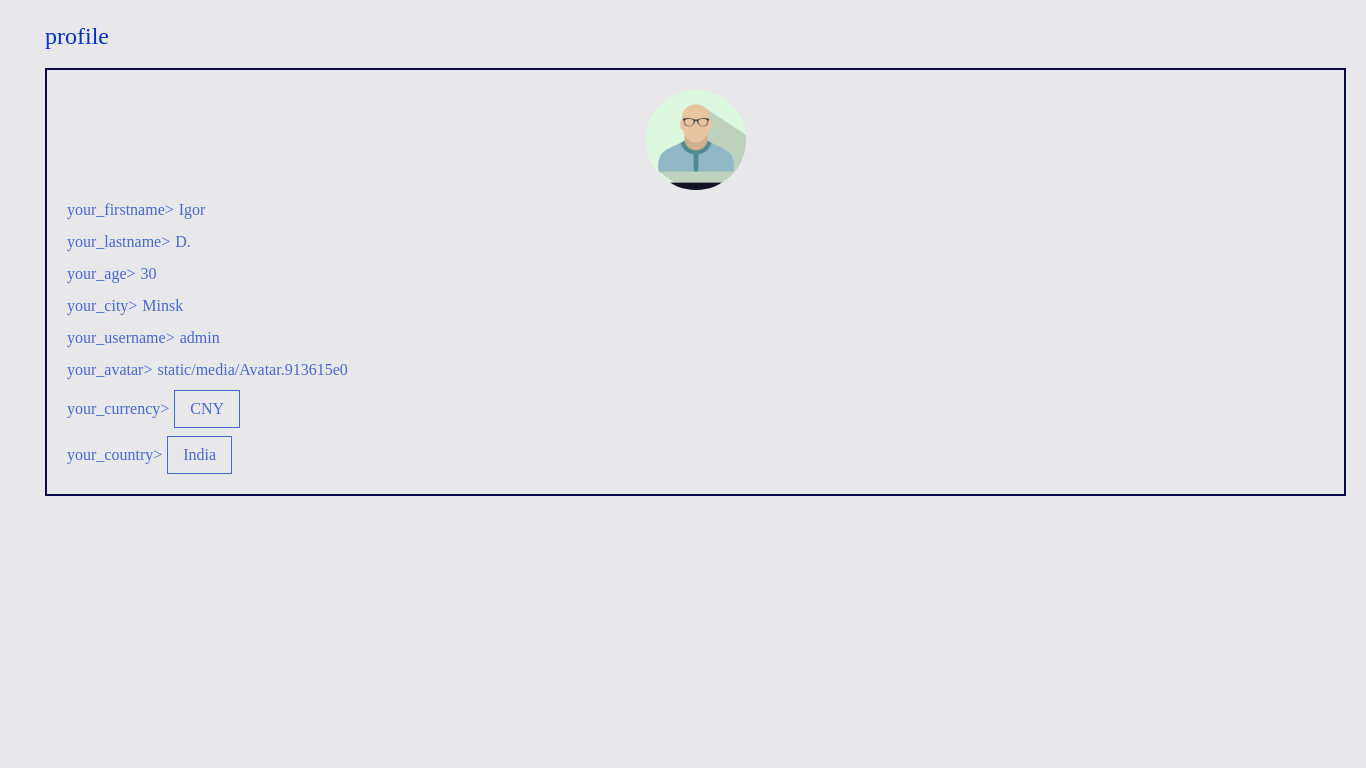 profile
your_firstname> Igor
your_lastname> D.
your_age> 30
your_city> Minsk
your_username> admin
your_avatar> static/media/Avatar.913615e0
your_currency> CNY
your_country> India